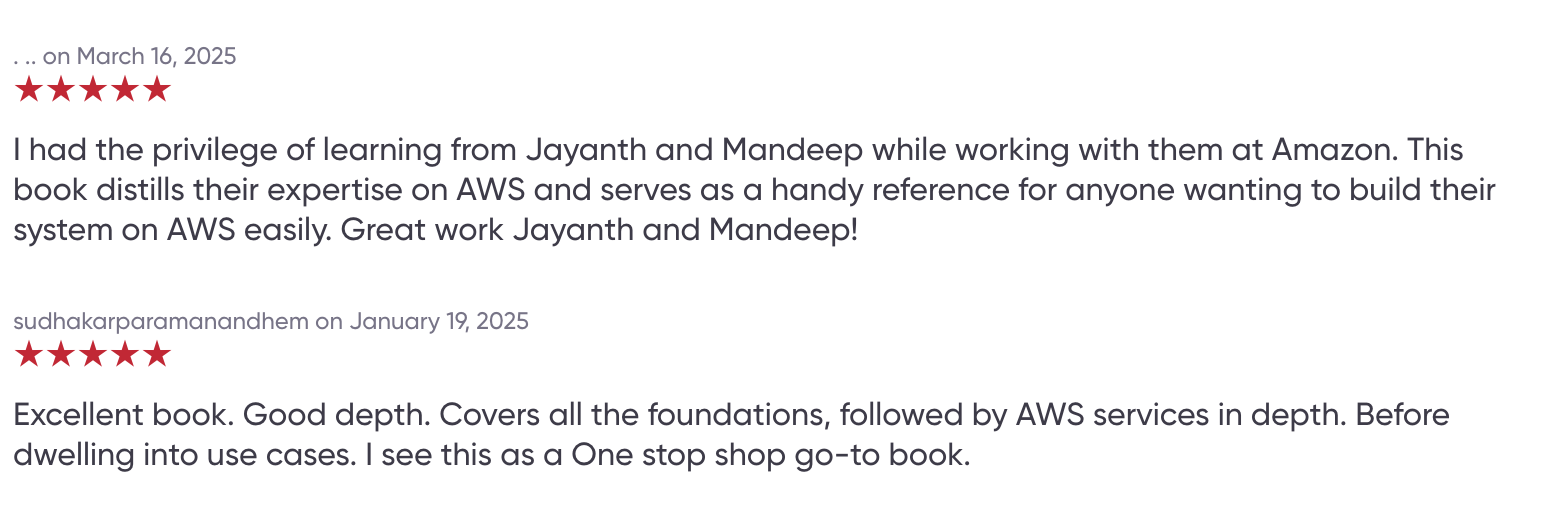 . .. on March 16, 2025
★★★★★
I had the privilege of learning from Jayanth and Mandeep while working with them at Amazon. This
book distills their expertise on AWS and serves as a handy reference for anyone wanting to build their
system on AWS easily. Great work Jayanth and Mandeep!
sudhakarparamanandhem on January 19, 2025
★★★★★
Excellent book. Good depth. Covers all the foundations, followed by AWS services in depth. Before
dwelling into use cases. I see this as a One stop shop go-to book.